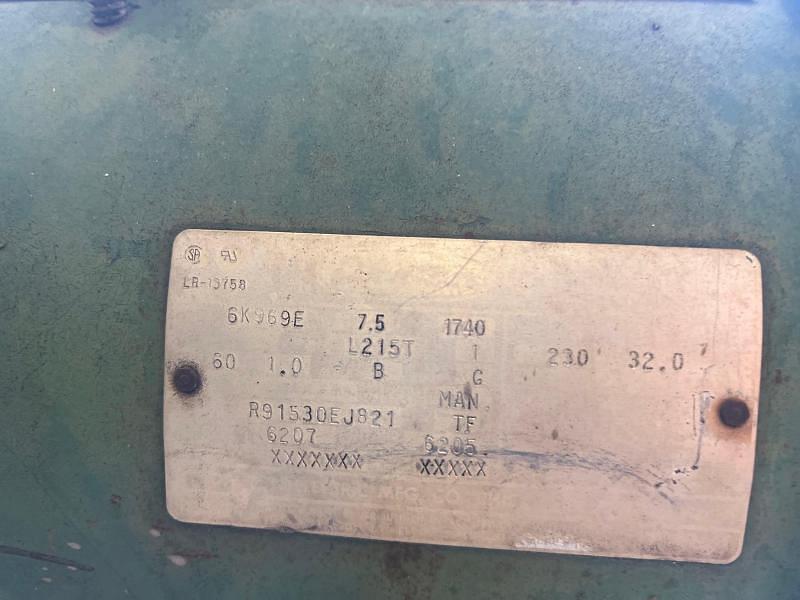 LR-15758
6K969E 7.5 1740
L215T 1
60 1.0 B G 230 32.0
MAN
R91530EJ821 TF
6207 6205
XXXXXXX XXXXX